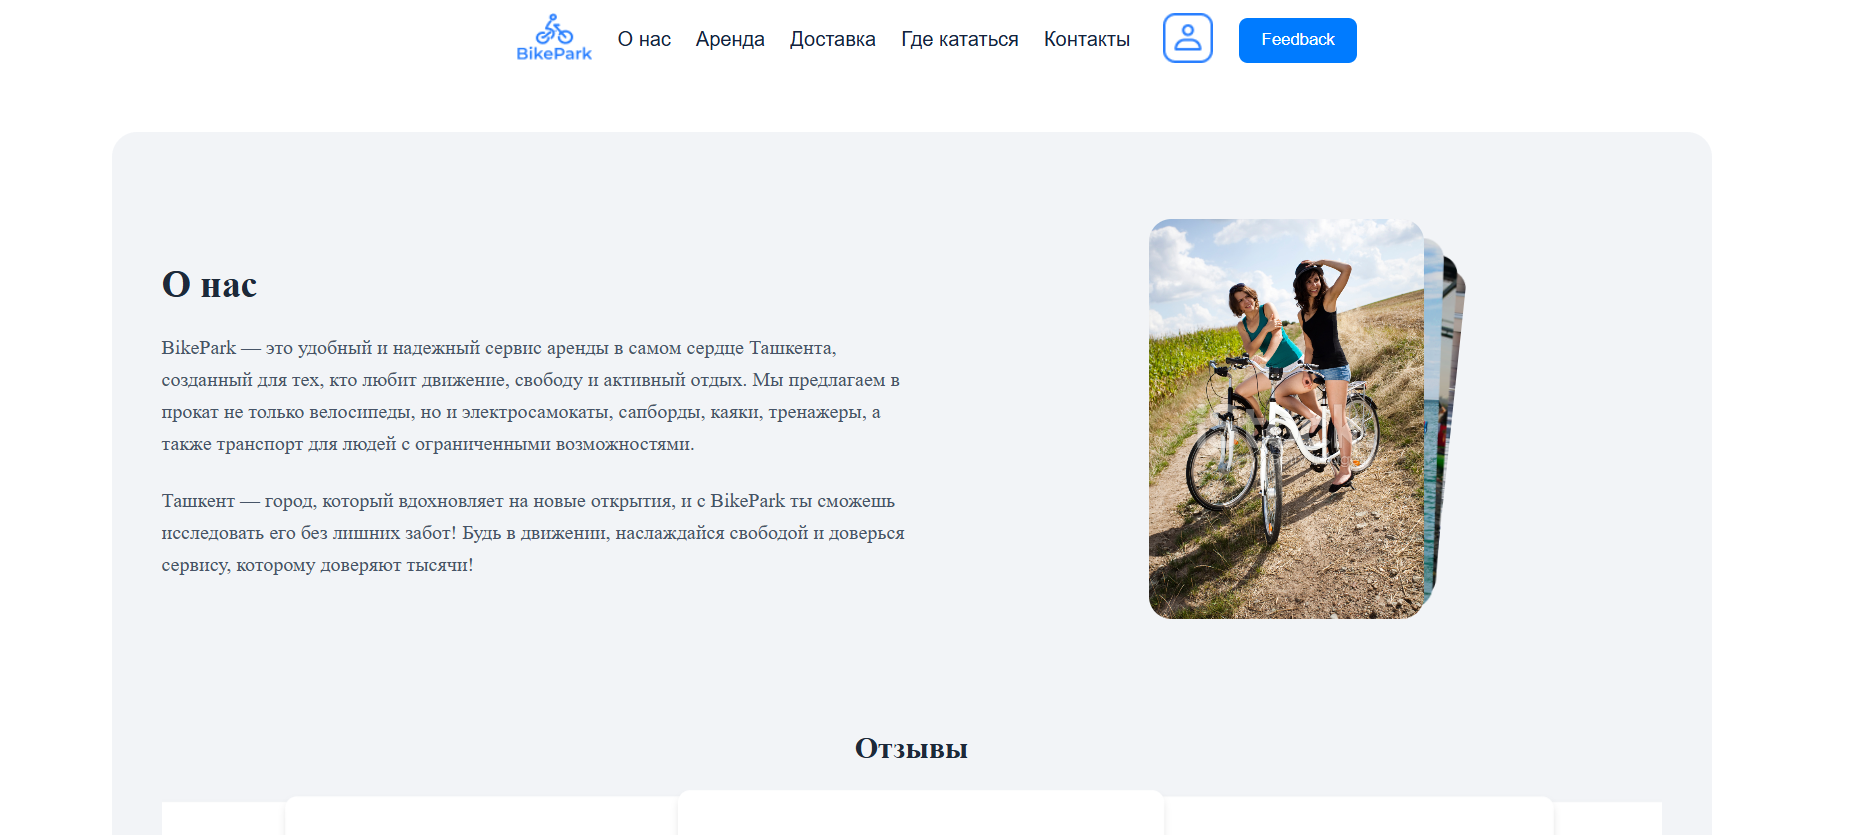 BikePark
О нас
Аренда
Доставка
Где кататься
Контакты
Feedback
О нас
BikePark — это удобный и надежный сервис аренды в самом сердце Ташкента,
созданный для тех, кто любит движение, свободу и активный отдых. Мы предлагаем в
прокат не только велосипеды, но и электросамокаты, сапборды, каяки, тренажеры, а
также транспорт для людей с ограниченными возможностями.
Ташкент — город, который вдохновляет на новые открытия, и с BikePark ты сможешь
исследовать его без лишних забот! Будь в движении, наслаждайся свободой и доверься
сервису, которому доверяют тысячи!
Отзывы